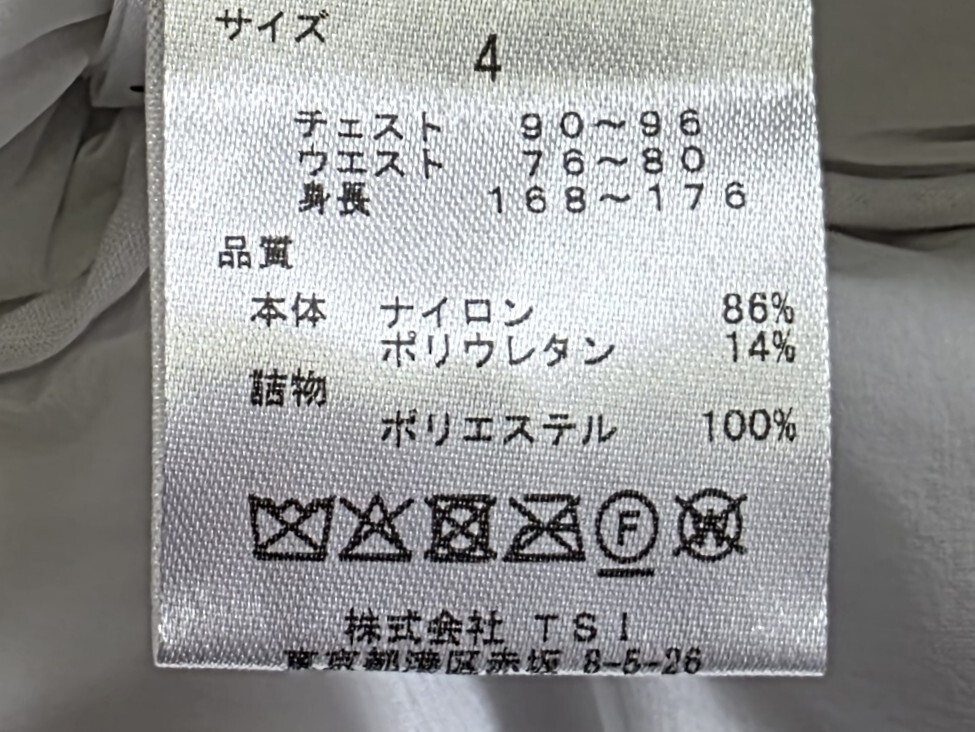 サイズ
4
チェスト 90～96
ウエスト 76～80
身長 168～176
品質
本体 ナイロン 86%
ポリウレタン 14%
詰物
ポリエステル 100%
F
W
株式会社 TSI
東京都港区赤坂 8-5-26